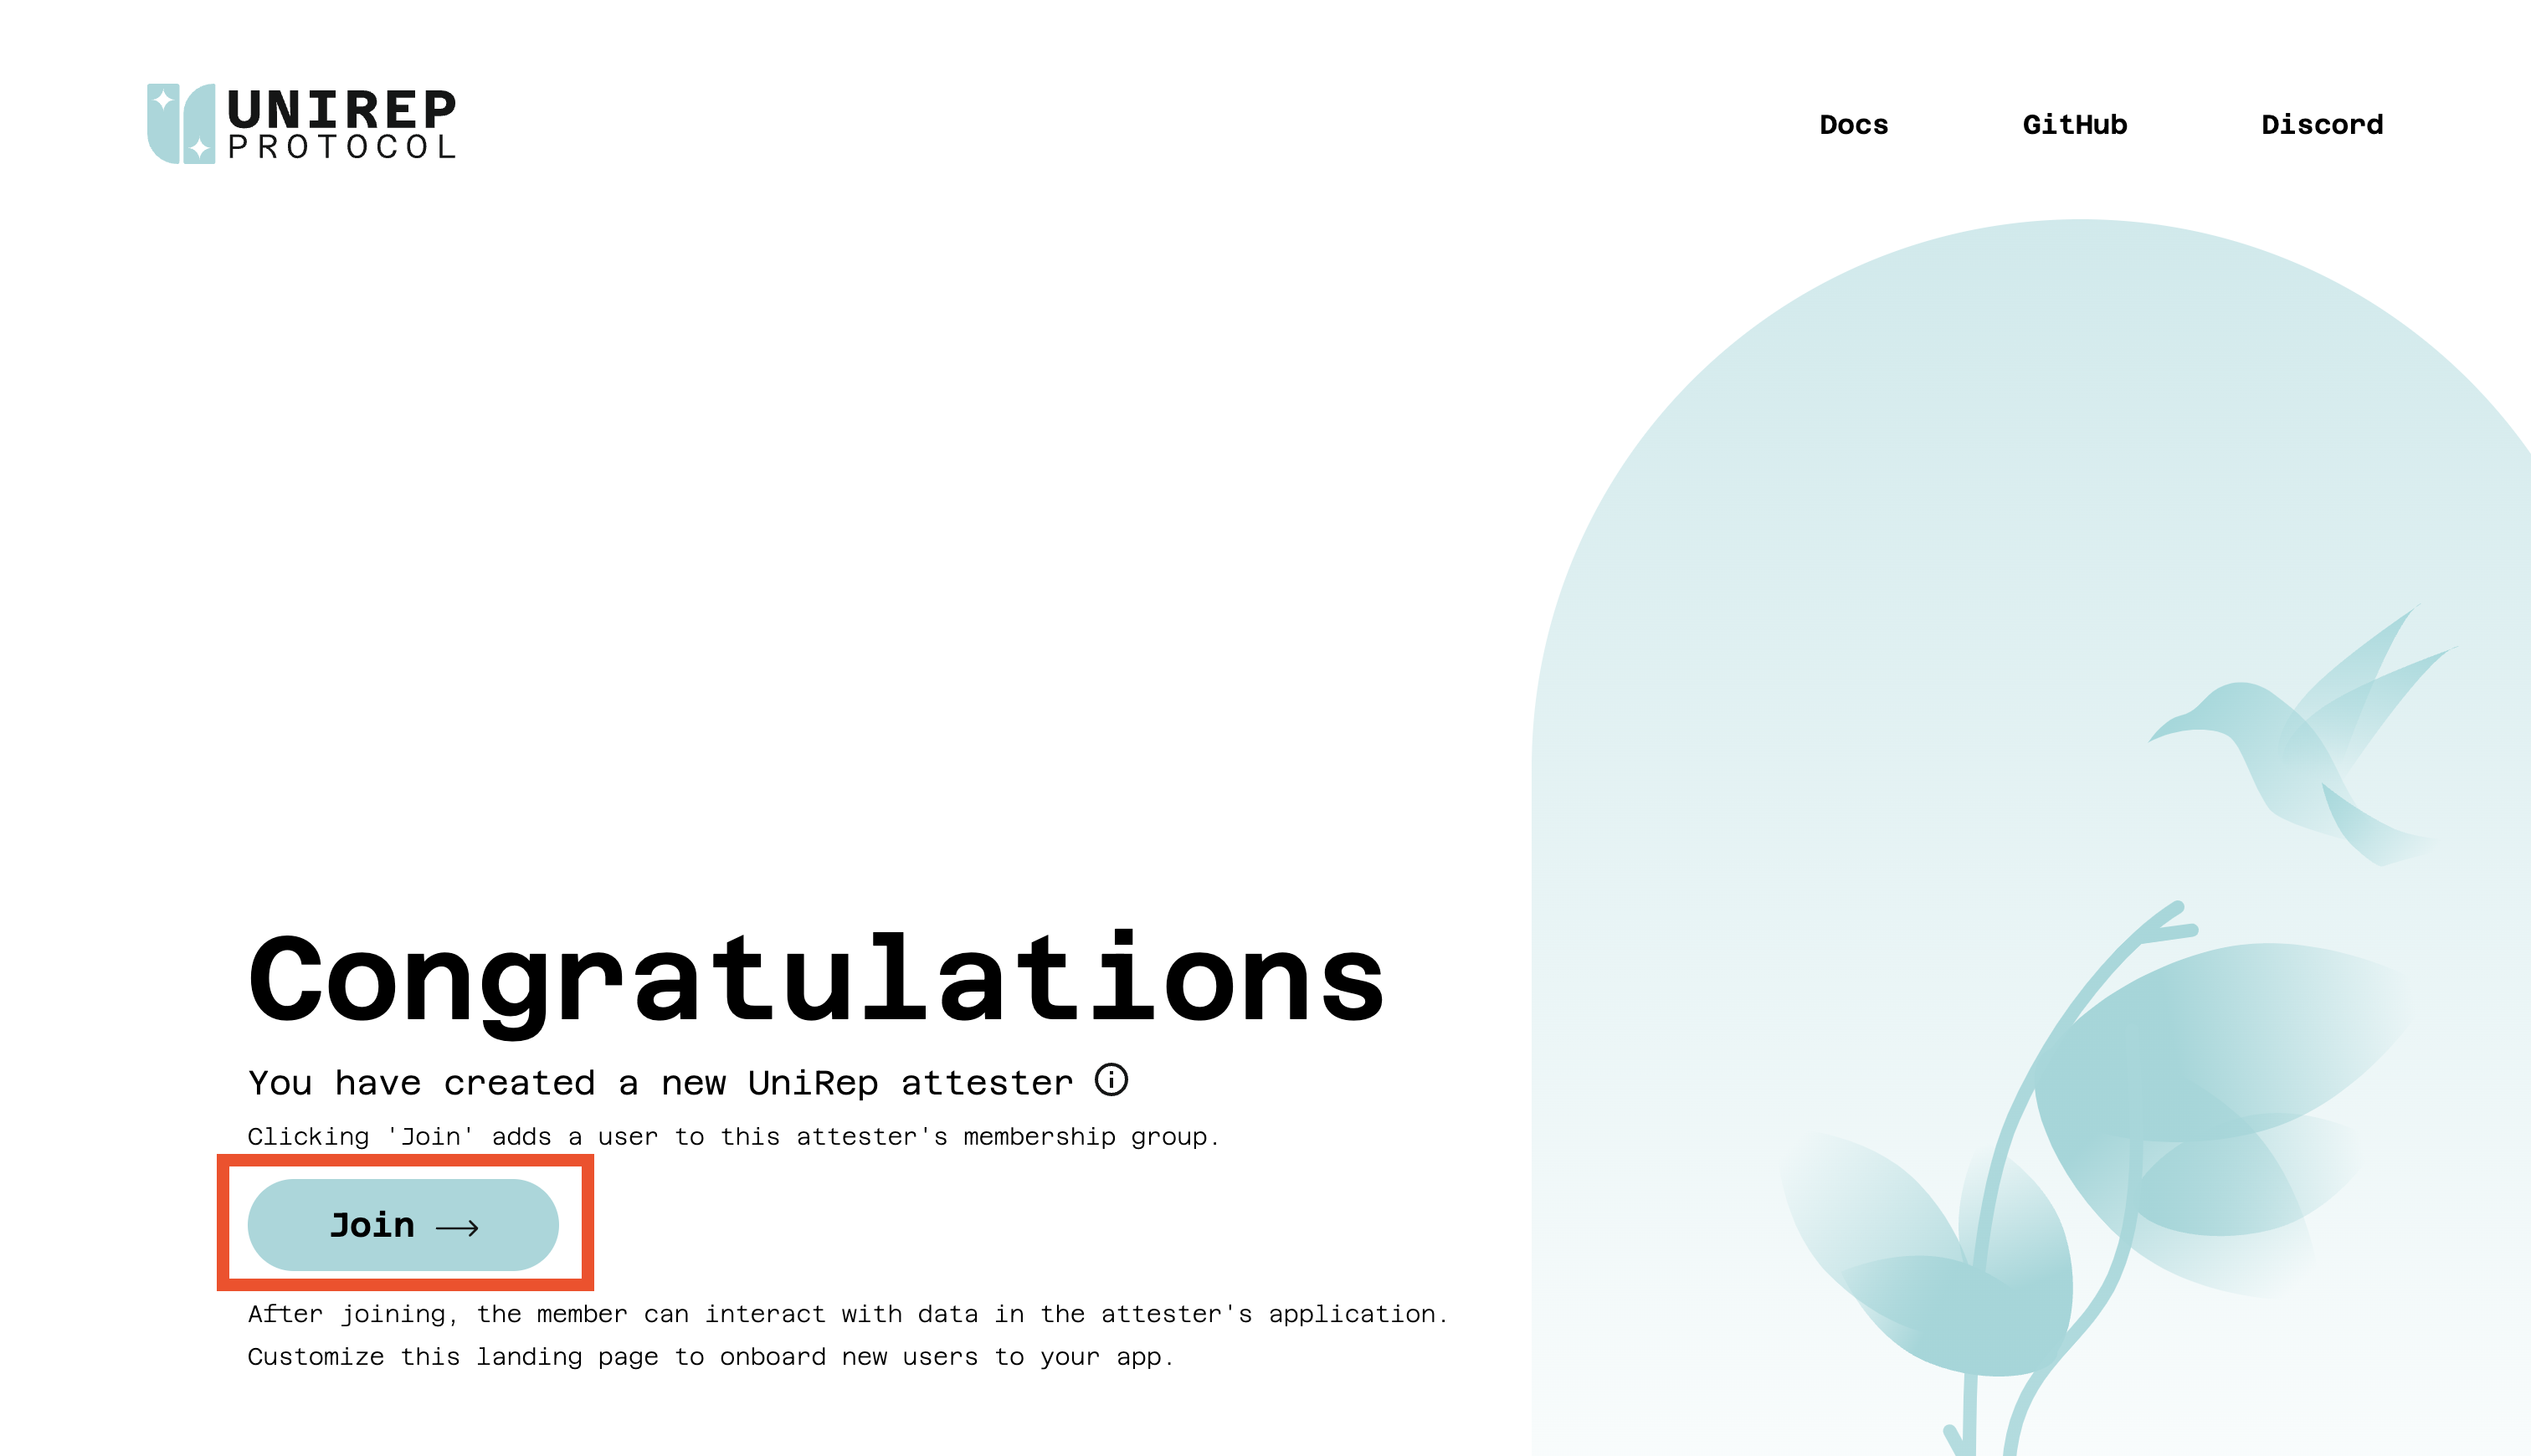 UNIREP
PROTOCOL
Docs GitHub Discord
Congratulations
You have created a new UniRep attester
Clicking 'Join' adds a user to this attester's membership group.
Join →
After joining, the member can interact with data in the attester's application.
Customize this landing page to onboard new users to your app.